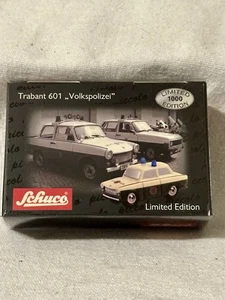 Trabant 601 „Volkspolizei"
LIMITED
1000
EDITION
Schuco
Limited Edition